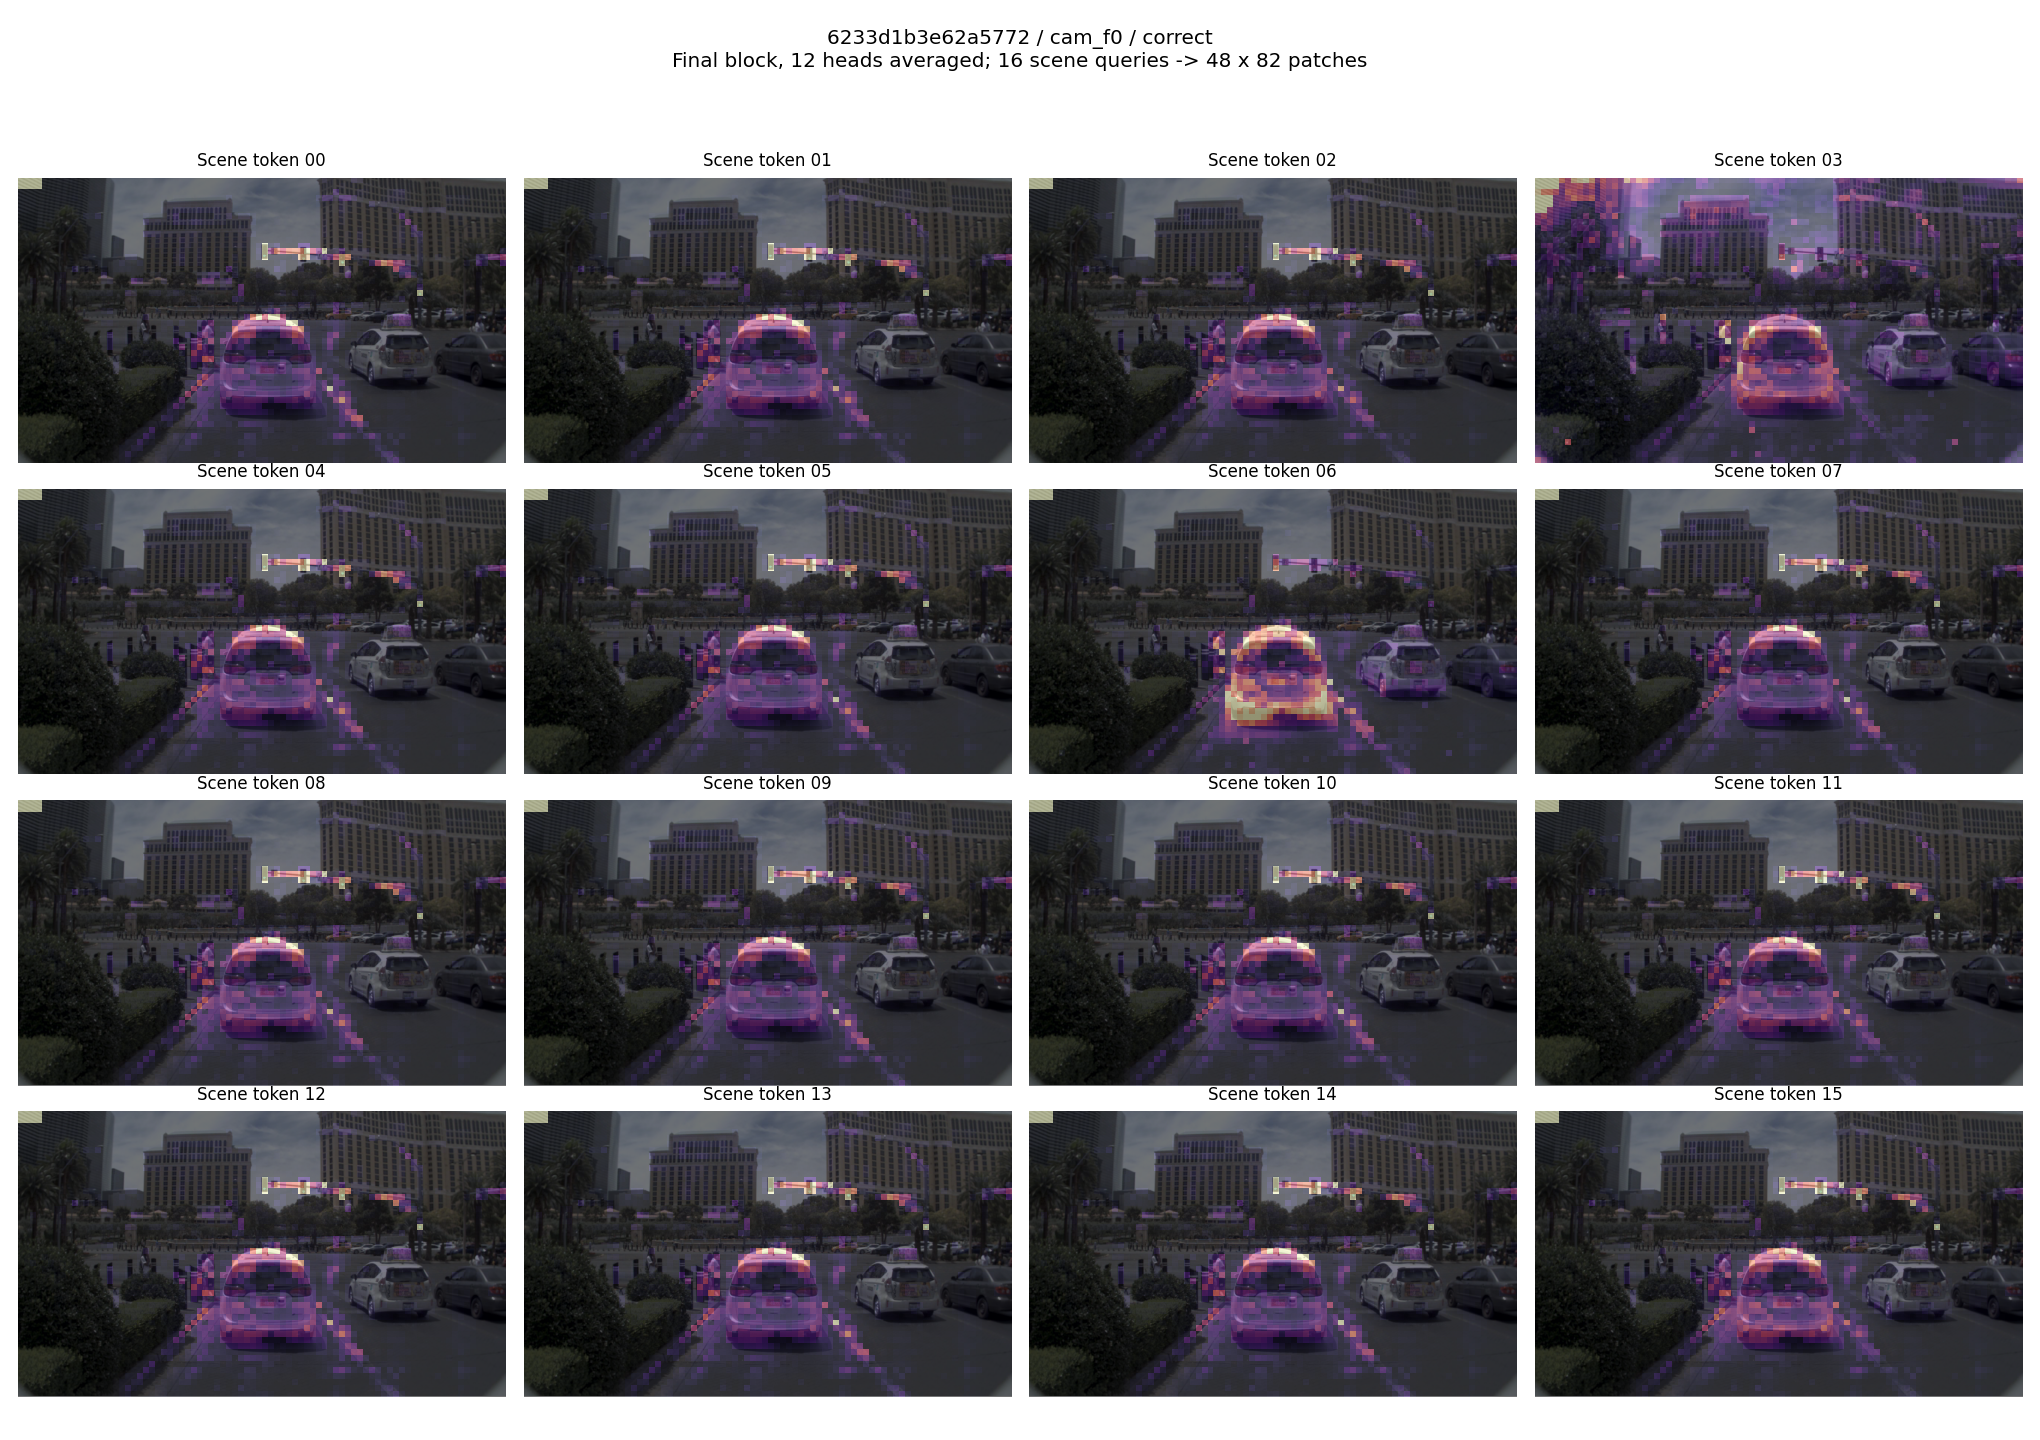 6233d1b3e62a5772 / cam_f0 / correct
Final block, 12 heads averaged; 16 scene queries -> 48 x 82 patches
Scene token 00
Scene token 01
Scene token 02
Scene token 03
Scene token 04
Scene token 05
Scene token 06
Scene token 07
Scene token 08
Scene token 09
Scene token 10
Scene token 11
Scene token 12
Scene token 13
Scene token 14
Scene token 15